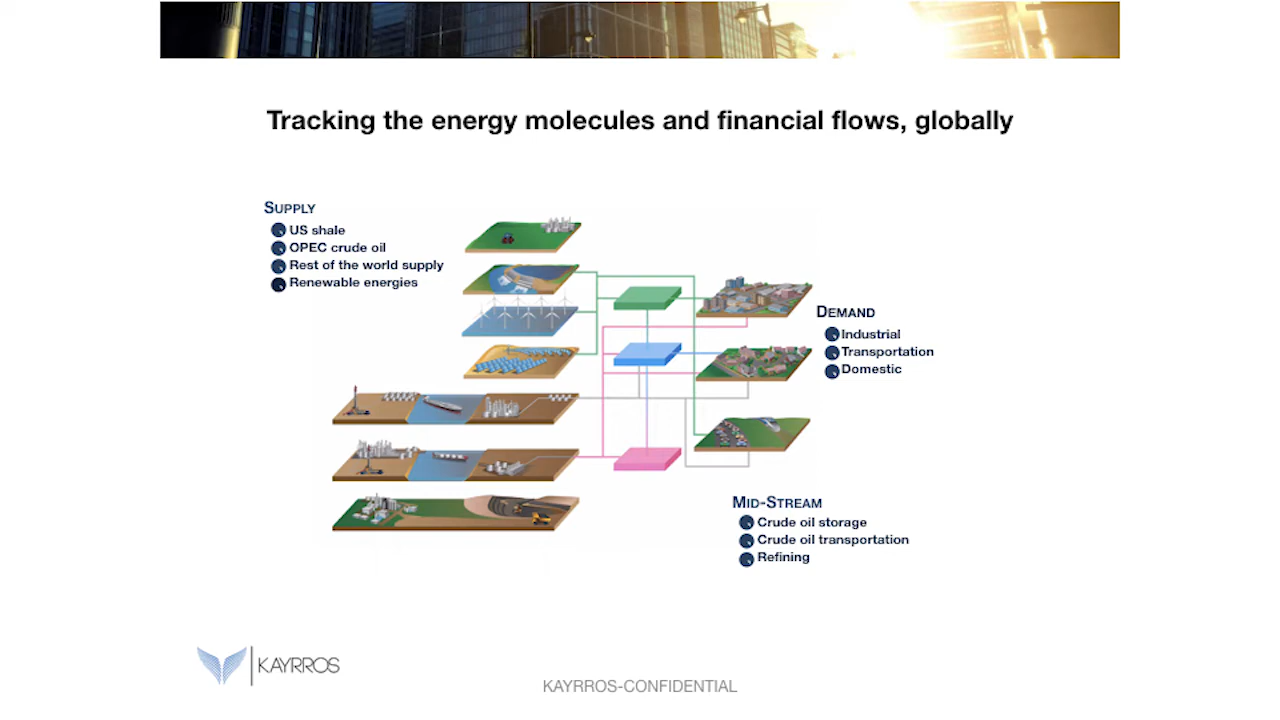 Tracking the energy molecules and financial flows, globally
SUPPLY
US shale
OPEC crude oil
Rest of the world supply
Renewable energies
DEMAND
Industrial
Transportation
Domestic
MID-STREAM
Crude oil storage
Crude oil transportation
Refining
KAYRROS
KAYRROS-CONFIDENTIAL